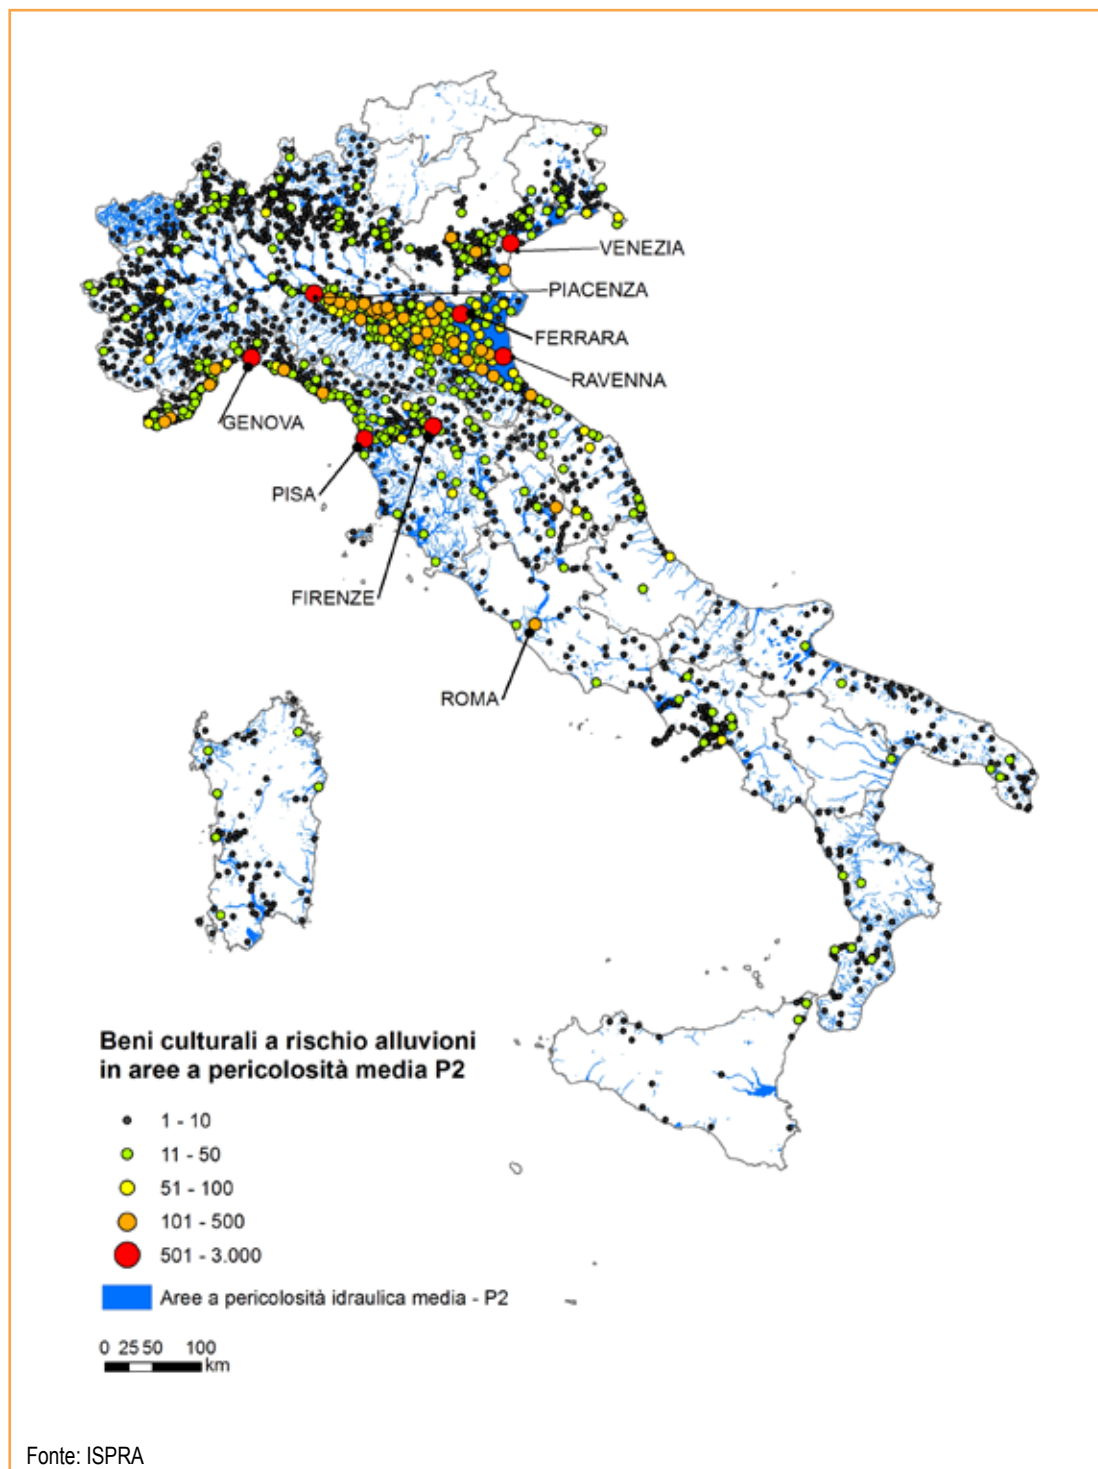 VENEZIA
PIACENZA
FERRARA
RAVENNA
GENOVA
PISA
FIRENZE
ROMA
Beni culturali a rischio alluvioni
in aree a pericolosità media P2
1 - 10
11 - 50
51 - 100
101 - 500
501 - 3.000
Aree a pericolosità idraulica media - P2
0 25 50 100
km
Fonte: ISPRA